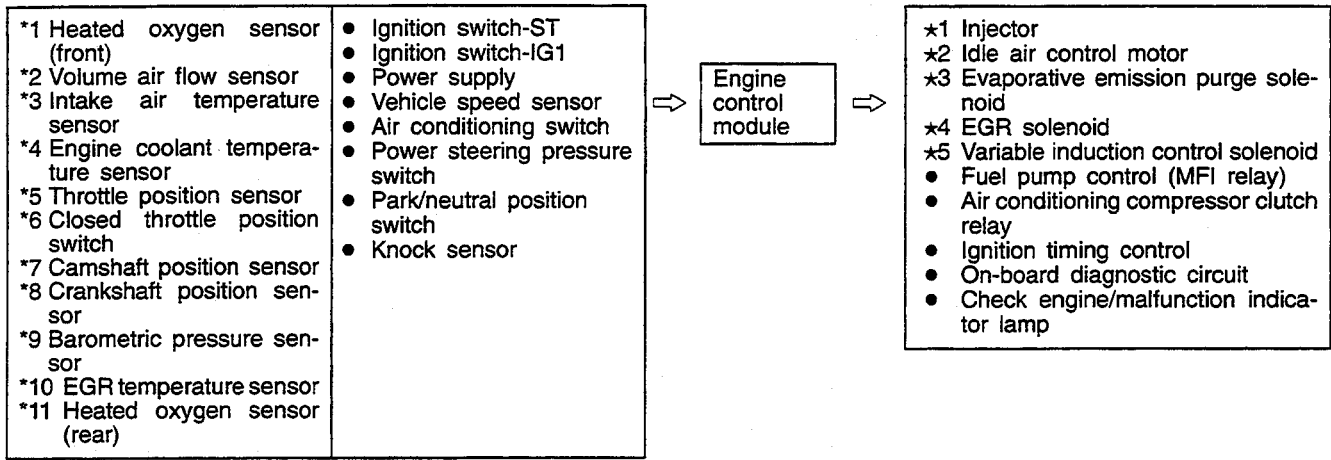 *1 Heated oxygen sensor
(front)
*2 Volume air flow sensor
*3 Intake air temperature
sensor
*4 Engine coolant tempera-
ture sensor
*5 Throttle position sensor
*6 Closed throttle position
switch
*7 Camshaft position sensor
*8 Crankshaft position sen-
sor
*9 Barometric pressure sen-
sor
*10 EGR temperature sensor
*11 Heated oxygen sensor
(rear)
● Ignition switch-ST
● Ignition switch-IG1
● Power supply
● Vehicle speed sensor
● Air conditioning switch
● Power steering pressure
switch
● Park/neutral position
switch
● Knock sensor
⇨
Engine
control
module
⇨
★1 Injector
★2 Idle air control motor
★3 Evaporative emission purge sole-
noid
★4 EGR solenoid
★5 Variable induction control solenoid
● Fuel pump control (MFI relay)
● Air conditioning compressor clutch
relay
● Ignition timing control
● On-board diagnostic circuit
● Check engine/malfunction indica-
tor lamp